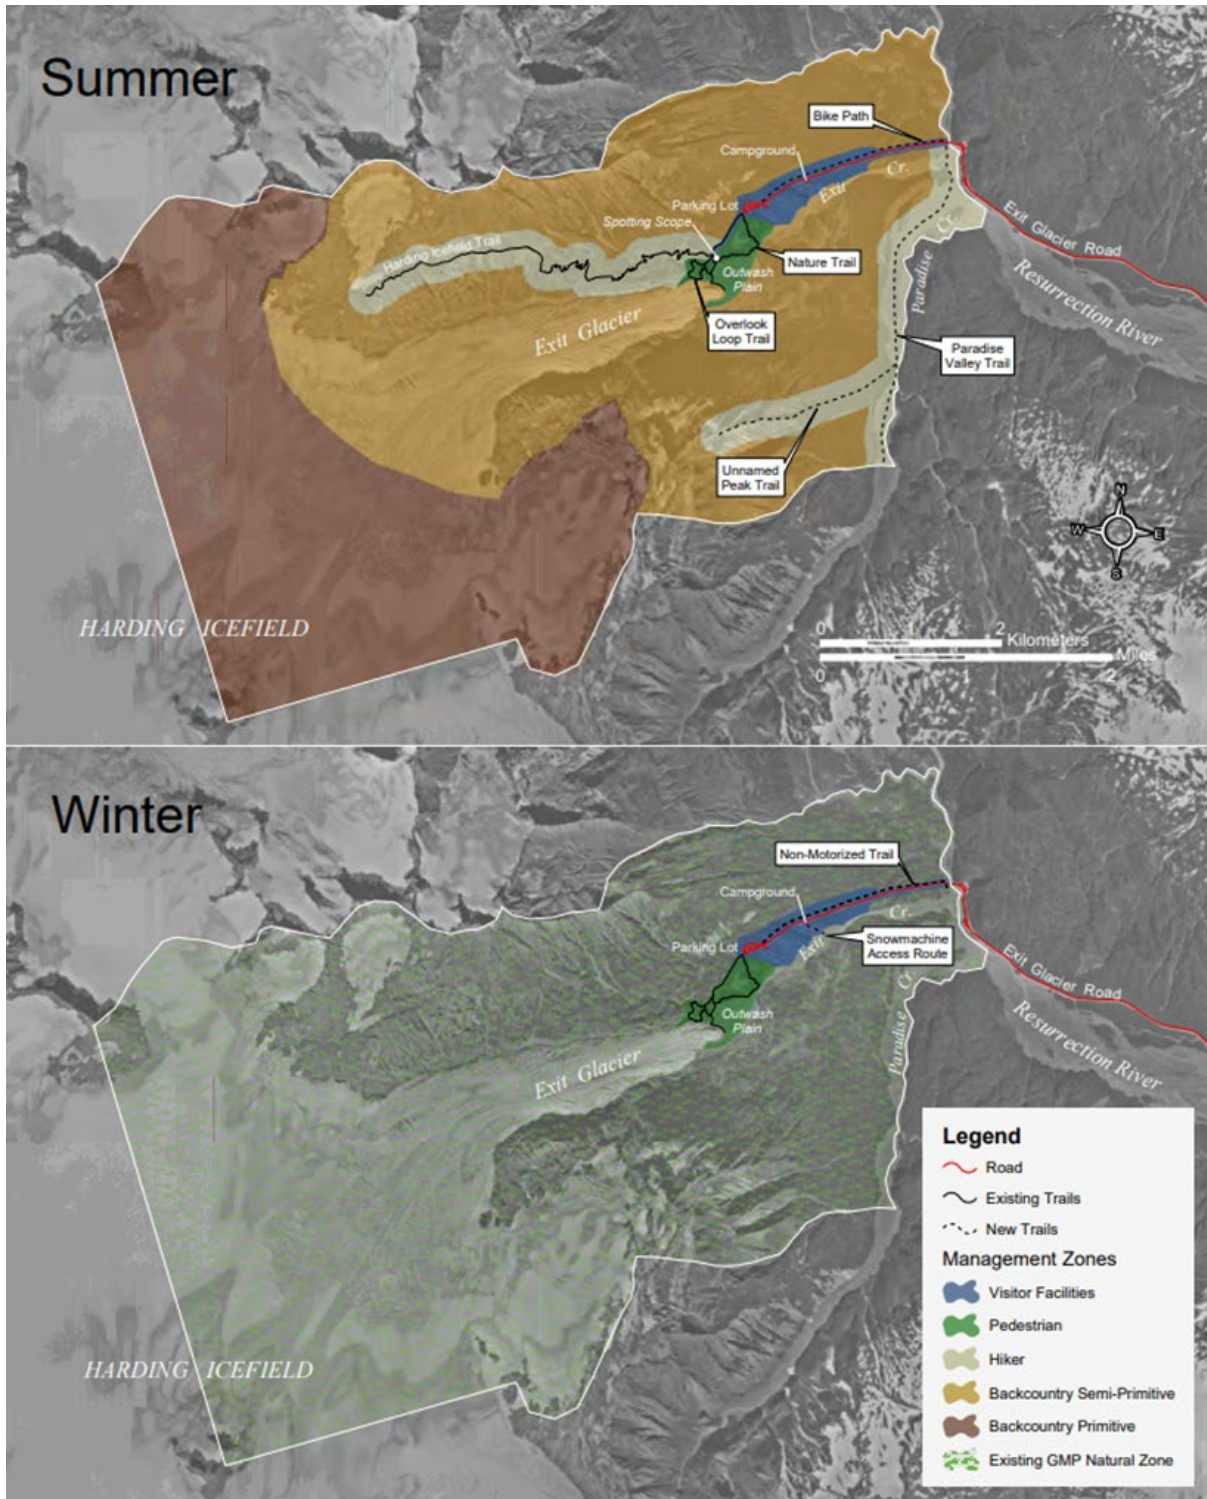 Summer
Bike Path
Campground
Cr.
Exit
Parking Lot
Spotting Scope
Harding Icefield Trail
Nature Trail
Outwash
Plain
Cr.
Exit Glacier Road
Paradise
Resurrection River
Exit Glacier
Overlook
Loop Trail
Paradise
Valley Trail
Unnamed
Peak Trail
N
W
E
S
HARDING ICEFIELD
0
2
Kilometers
Miles
0
1
2
Winter
Non-Motorized Trail
Campground
Cr.
Parking Lot
Exit
Snowmachine
Access Route
Cr.
Exit Glacier Road
Outwash
Plain
Paradise
Resurrection River
Exit Glacier
HARDING ICEFIELD
Legend
Road
Existing Trails
New Trails
Management Zones
Visitor Facilities
Pedestrian
Hiker
Backcountry Semi-Primitive
Backcountry Primitive
Existing GMP Natural Zone